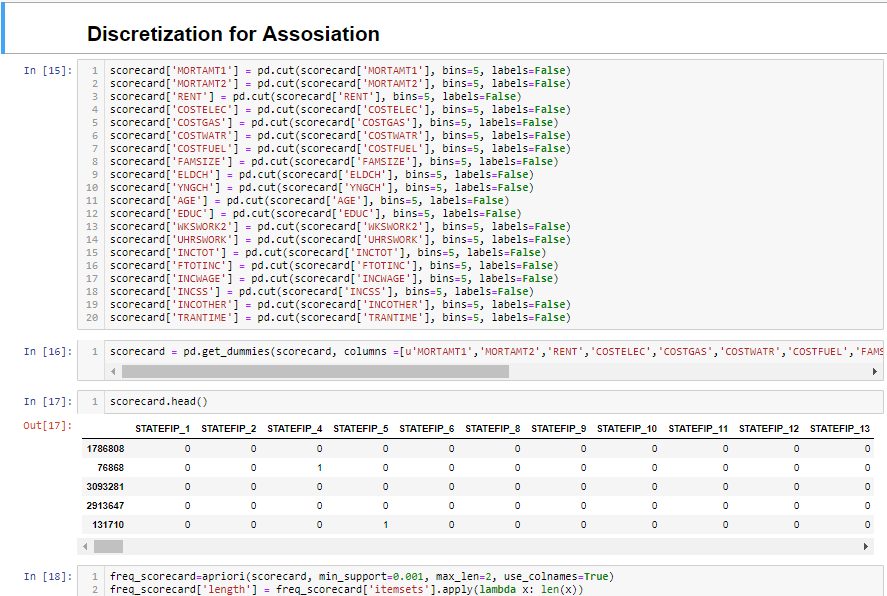 Discretization for Assosiation
In [15]:
1 scorecard['MORTAMT1'] = pd.cut(scorecard['MORTAMT1'], bins=5, labels=False)
2 scorecard['MORTAMT2'] = pd.cut(scorecard['MORTAMT2'], bins=5, labels=False)
3 scorecard['RENT'] = pd.cut(scorecard['RENT'], bins=5, labels=False)
4 scorecard['COSTELEC'] = pd.cut(scorecard['COSTELEC'], bins=5, labels=False)
5 scorecard['COSTGAS'] = pd.cut(scorecard['COSTGAS'], bins=5, labels=False)
6 scorecard['COSTWATR'] = pd.cut(scorecard['COSTWATR'], bins=5, labels=False)
7 scorecard['COSTFUEL'] = pd.cut(scorecard['COSTFUEL'], bins=5, labels=False)
8 scorecard['FAMSIZE'] = pd.cut(scorecard['FAMSIZE'], bins=5, labels=False)
9 scorecard['ELDCH'] = pd.cut(scorecard['ELDCH'], bins=5, labels=False)
10 scorecard['YNGCH'] = pd.cut(scorecard['YNGCH'], bins=5, labels=False)
11 scorecard['AGE'] = pd.cut(scorecard['AGE'], bins=5, labels=False)
12 scorecard['EDUC'] = pd.cut(scorecard['EDUC'], bins=5, labels=False)
13 scorecard['WKSWORK2'] = pd.cut(scorecard['WKSWORK2'], bins=5, labels=False)
14 scorecard['UHRSWORK'] = pd.cut(scorecard['UHRSWORK'], bins=5, labels=False)
15 scorecard['INCTOT'] = pd.cut(scorecard['INCTOT'], bins=5, labels=False)
16 scorecard['FTOTINC'] = pd.cut(scorecard['FTOTINC'], bins=5, labels=False)
17 scorecard['INCWAGE'] = pd.cut(scorecard['INCWAGE'], bins=5, labels=False)
18 scorecard['INCSS'] = pd.cut(scorecard['INCSS'], bins=5, labels=False)
19 scorecard['INCOTHER'] = pd.cut(scorecard['INCOTHER'], bins=5, labels=False)
20 scorecard['TRANTIME'] = pd.cut(scorecard['TRANTIME'], bins=5, labels=False)
In [16]:
1 scorecard = pd.get_dummies(scorecard, columns =[u'MORTAMT1','MORTAMT2','RENT','COSTELEC','COSTGAS','COSTWATR','COSTFUEL','FAMS
In [17]:
1 scorecard.head()
Out[17]:
STATEFIP_1 STATEFIP_2 STATEFIP_4 STATEFIP_5 STATEFIP_6 STATEFIP_8 STATEFIP_9 STATEFIP_10 STATEFIP_11 STATEFIP_12 STATEFIP_13
1786808 0 0 0 0 0 0 0 0 0 0 0
76868 0 0 1 0 0 0 0 0 0 0 0
3093281 0 0 0 0 0 0 0 0 0 0 0
2913647 0 0 0 0 0 0 0 0 0 0 0
131710 0 0 0 1 0 0 0 0 0 0 0
In [18]:
1 freq_scorecard=apriori(scorecard, min_support=0.001, max_len=2, use_colnames=True)
2 freq_scorecard['length'] = freq_scorecard['itemsets'].apply(lambda x: len(x))